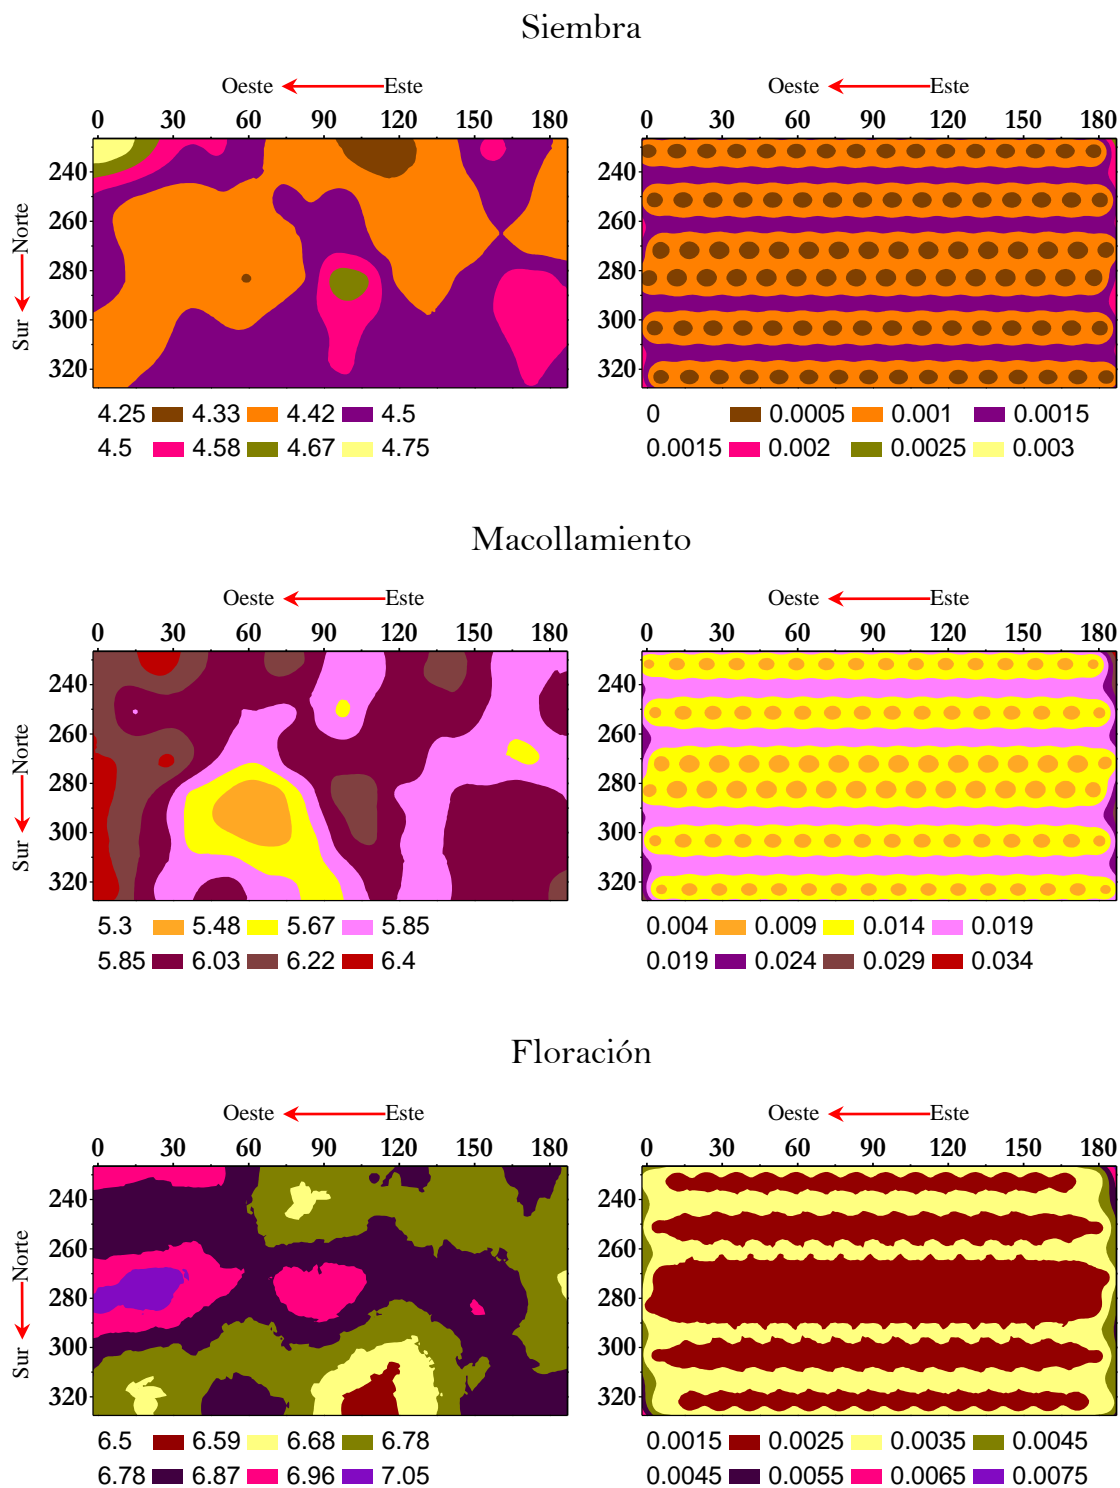 Siembra
Oeste Este Oeste Este
0 30 60 90 120 150 180 0 30 60 90 120 150 180
240 240
260 260
280 280
300 300
320 320
Sur Norte
4.25 4.33 4.42 4.5 0 0.0005 0.001 0.0015
4.5 4.58 4.67 4.75 0.0015 0.002 0.0025 0.003
Macollamiento
Oeste Este Oeste Este
0 30 60 90 120 150 180 0 30 60 90 120 150 180
240 240
260 260
280 280
300 300
320 320
Sur Norte
5.3 5.48 5.67 5.85 0.004 0.009 0.014 0.019
5.85 6.03 6.22 6.4 0.019 0.024 0.029 0.034
Floración
Oeste Este Oeste Este
0 30 60 90 120 150 180 0 30 60 90 120 150 180
240 240
260 260
280 280
300 300
320 320
Sur Norte
6.5 6.59 6.68 6.78 0.0015 0.0025 0.0035 0.0045
6.78 6.87 6.96 7.05 0.0045 0.0055 0.0065 0.0075